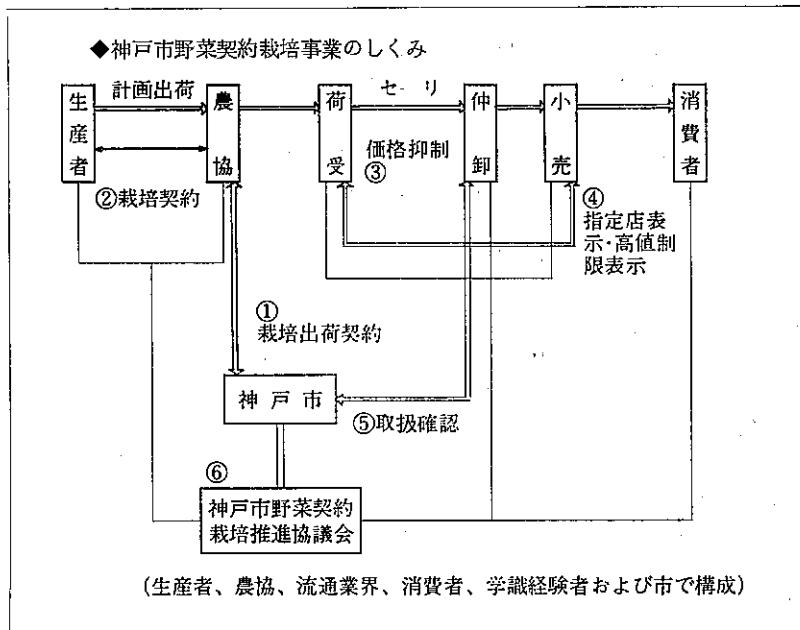 ◆神戸市野菜契約栽培事業のしくみ
計画出荷
セリ
生産者
農協
荷受
仲卸
小売
消費者
価格抑制
③
②栽培契約
④
指定店表
示・高値制
限表示
①
栽培出荷契約
神戸市
⑤取扱確認
⑥
神戸市野菜契約
栽培推進協議会
(生産者、農協、流通業界、消費者、学識経験者および市で構成)